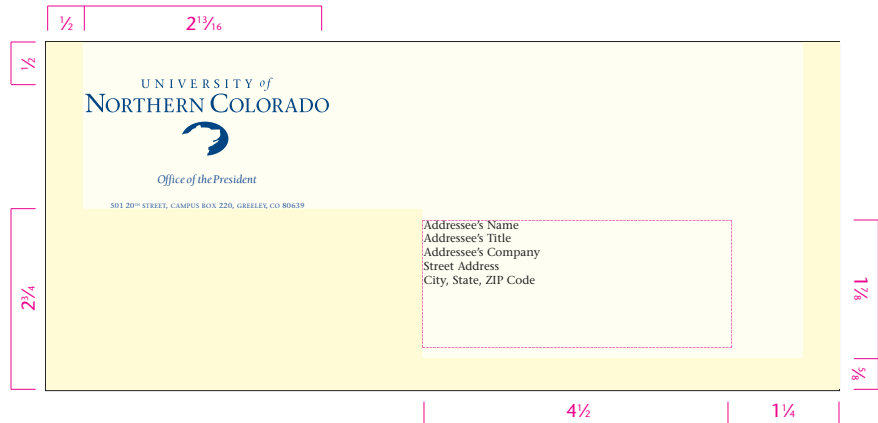 ½ 2¹³⁄₁₆
½
UNIVERSITY of
NORTHERN COLORADO
Office of the President
501 20TH STREET, CAMPUS BOX 220, GREELEY, CO 80639
Addressee's Name
Addressee's Title
Addressee's Company
Street Address
City, State, ZIP Code
2¾
1⅞
⅝
4½ 1¼